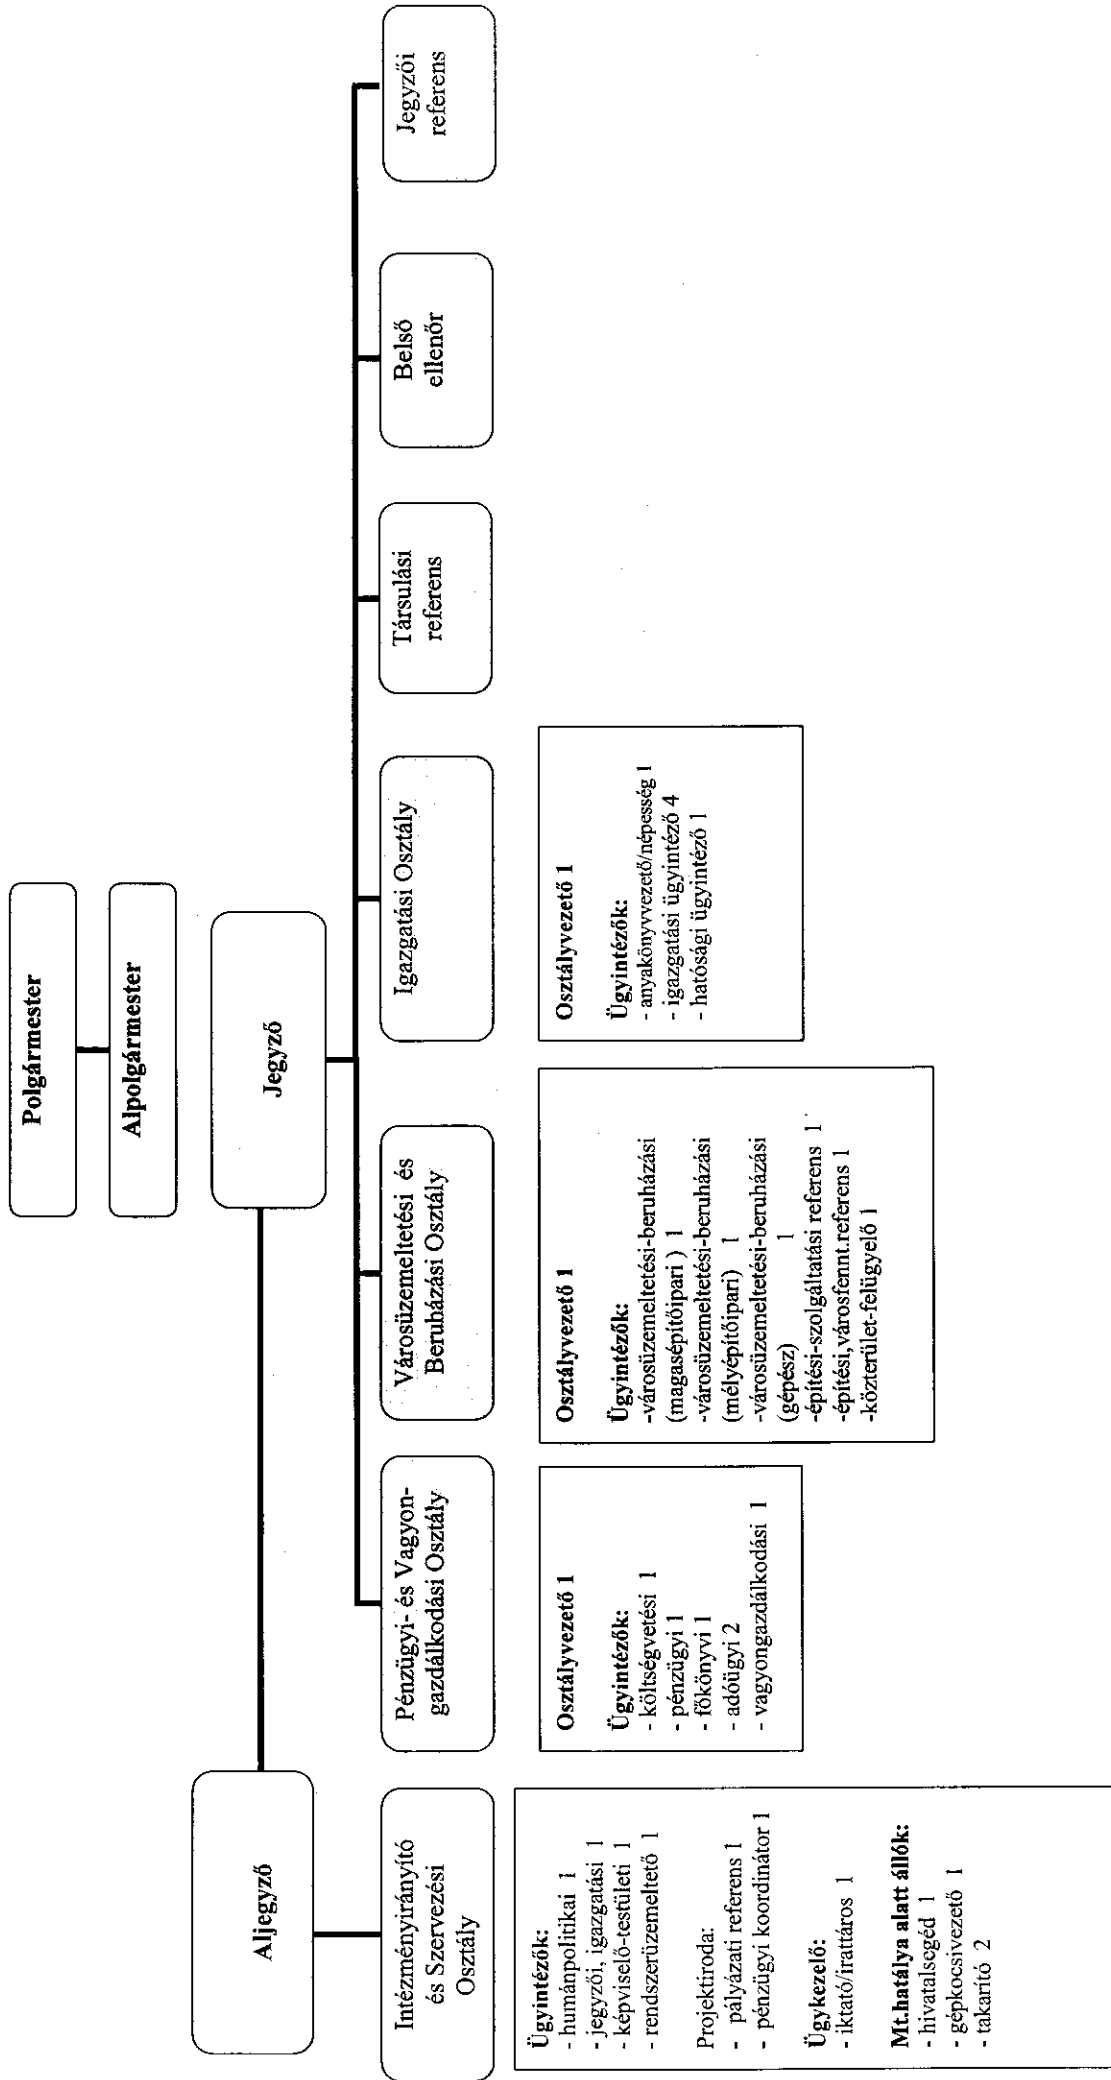 Polgármester
Alpolgármester
Aljegyző
Jegyző
Intézményirányító
és Szervezési
Osztály
Pénzügyi- és Vagyon-
gazdálkodási Osztály
Városüzemeltetési és
Beruházási Osztály
Igazgatási Osztály
Társulási
referens
Belső
ellenőr
Jegyzői
referens
Ügyintézők:
- humánpolitikai 1
- jegyzői, igazgatási 1
- képviselő-testületi 1
- rendszerüzemeltető 1
Projektiroda:
- pályázati referens 1
- pénzügyi koordinátor 1
Ügykezelő:
- iktató/irattáros 1
Mt.hatálya alatt állók:
- hivatalsegéd 1
- gépkocsivezető 1
- takarító 2
Osztályvezető 1
Ügyintézők:
- költségvetési 1
- pénzügyi 1
- főkönyvi 1
- adóügyi 2
- vagyongazdálkodási 1
Osztályvezető 1
Ügyintézők:
-városüzemeltetési-beruházási
(magasépítőipari ) 1
-városüzemeltetési-beruházási
(mélyépítőipari) 1
-városüzemeltetési-beruházási
(gépész) 1
-építési-szolgáltatási referens 1
-építési,városfennt.referens 1
-közterület-felügyelő 1
Osztályvezető 1
Ügyintézők:
- anyakönyvvezető/népesség 1
- igazgatási ügyintéző 4
- hatósági ügyintéző 1